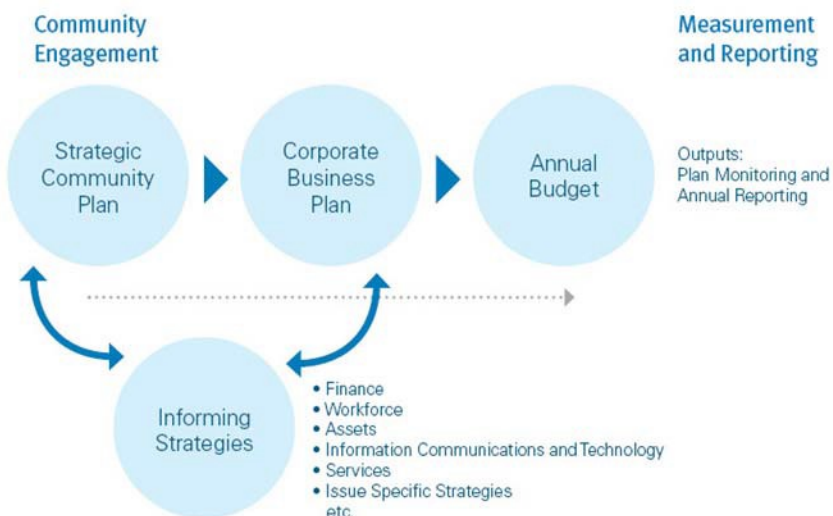 Community
Engagement
Measurement
and Reporting
Strategic
Community
Plan
Corporate
Business
Plan
Annual
Budget
Outputs:
Plan Monitoring and
Annual Reporting
Informing
Strategies
• Finance
• Workforce
• Assets
• Information Communications and Technology
• Services
• Issue Specific Strategies
etc.